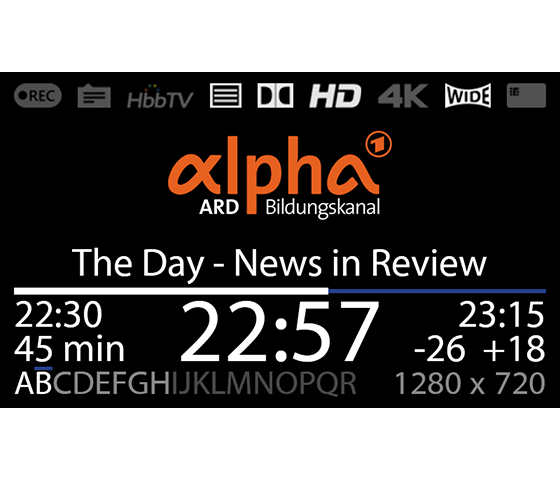 REC HbbTV HD 4K WIDE
alpha 1
ARD Bildungskanal
The Day - News in Review
22:30 22:57 23:15
45 min -26 +18
ABCDEFGHIJKLMNOPQR 1280 x 720